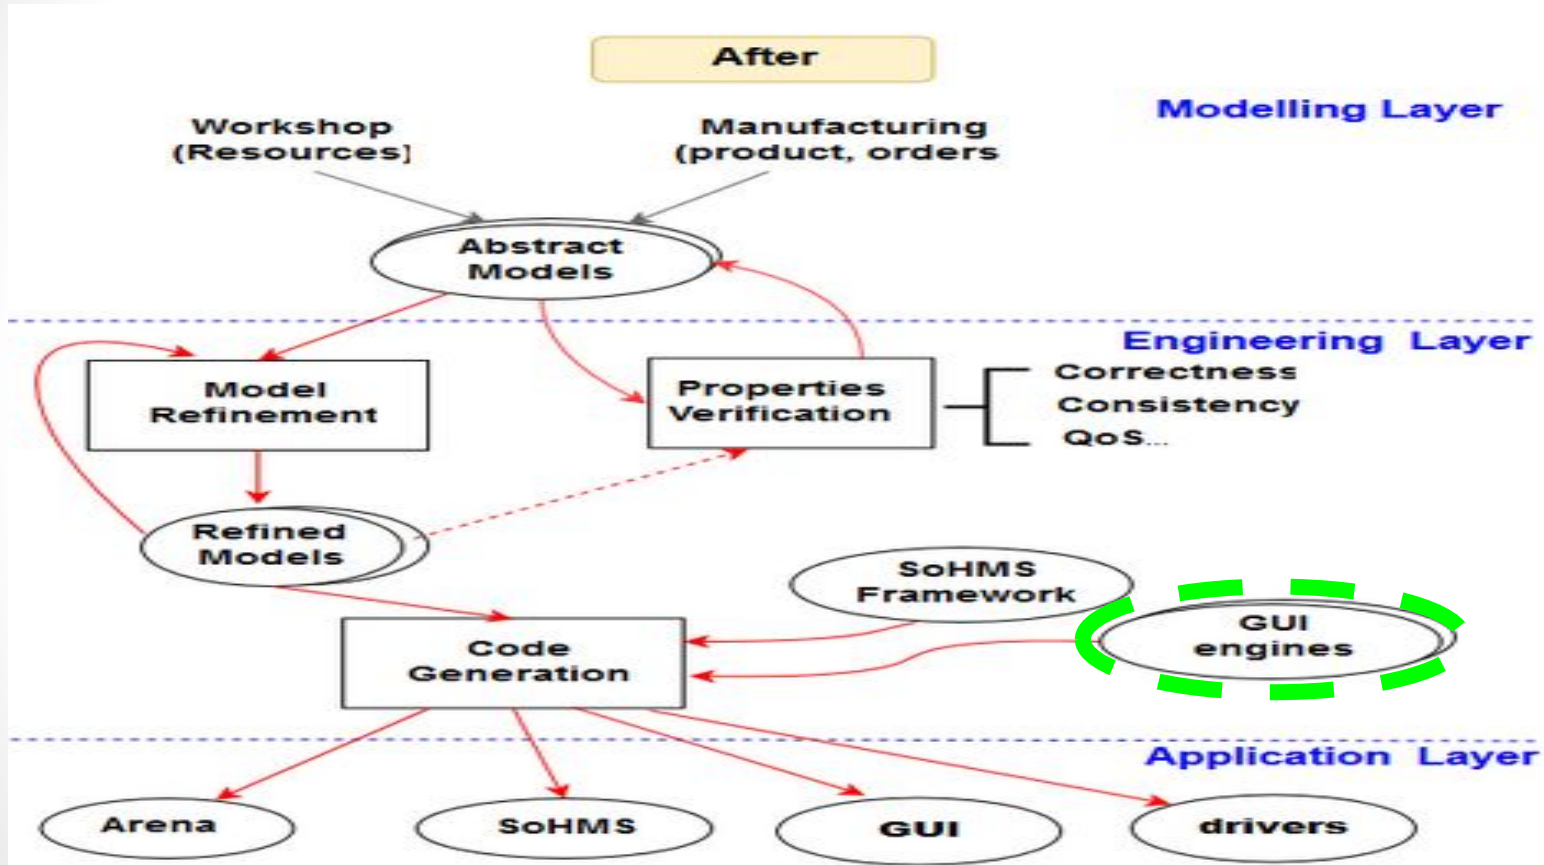 After
Modelling Layer
Workshop
(Resources)
Manufacturing
(product, orders
Abstract
Models
Engineering Layer
Model
Refinement
Properties
Verification
Correctness
Consistency
QoS...
Refined
Models
SoHMS
Framework
GUI
engines
Code
Generation
Application Layer
Arena
SoHMS
GUI
drivers